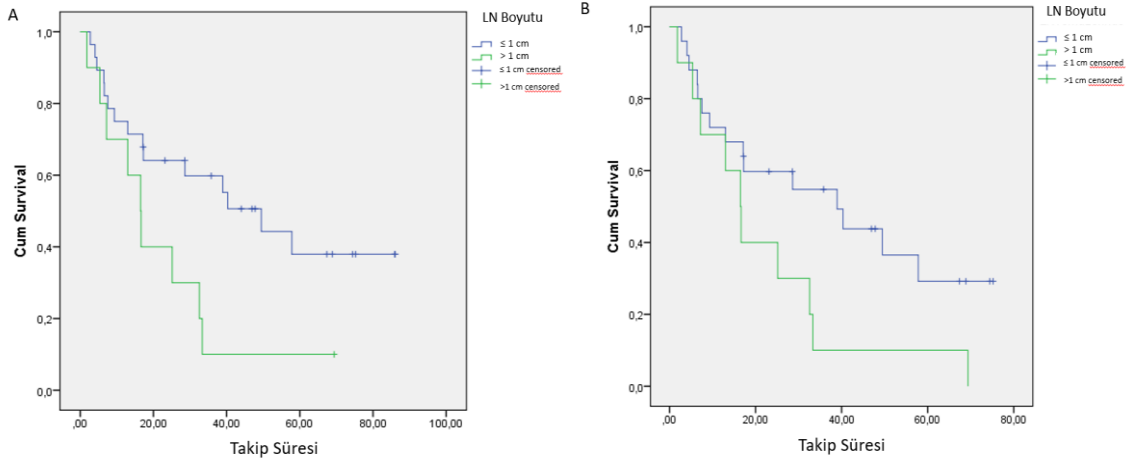 A
LN Boyutu
≤ 1 cm
> 1 cm
≤ 1 cm censored
>1 cm censored
1,0
0,8
0,6
0,4
0,2
0,0
Cum Survival
,00
20,00
40,00
60,00
80,00
100,00
Takip Süresi
B
LN Boyutu
≤ 1 cm
> 1 cm
≤ 1 cm censored
>1 cm censored
1,0
0,8
0,6
0,4
0,2
0,0
Cum Survival
,00
20,00
40,00
60,00
80,00
Takip Süresi